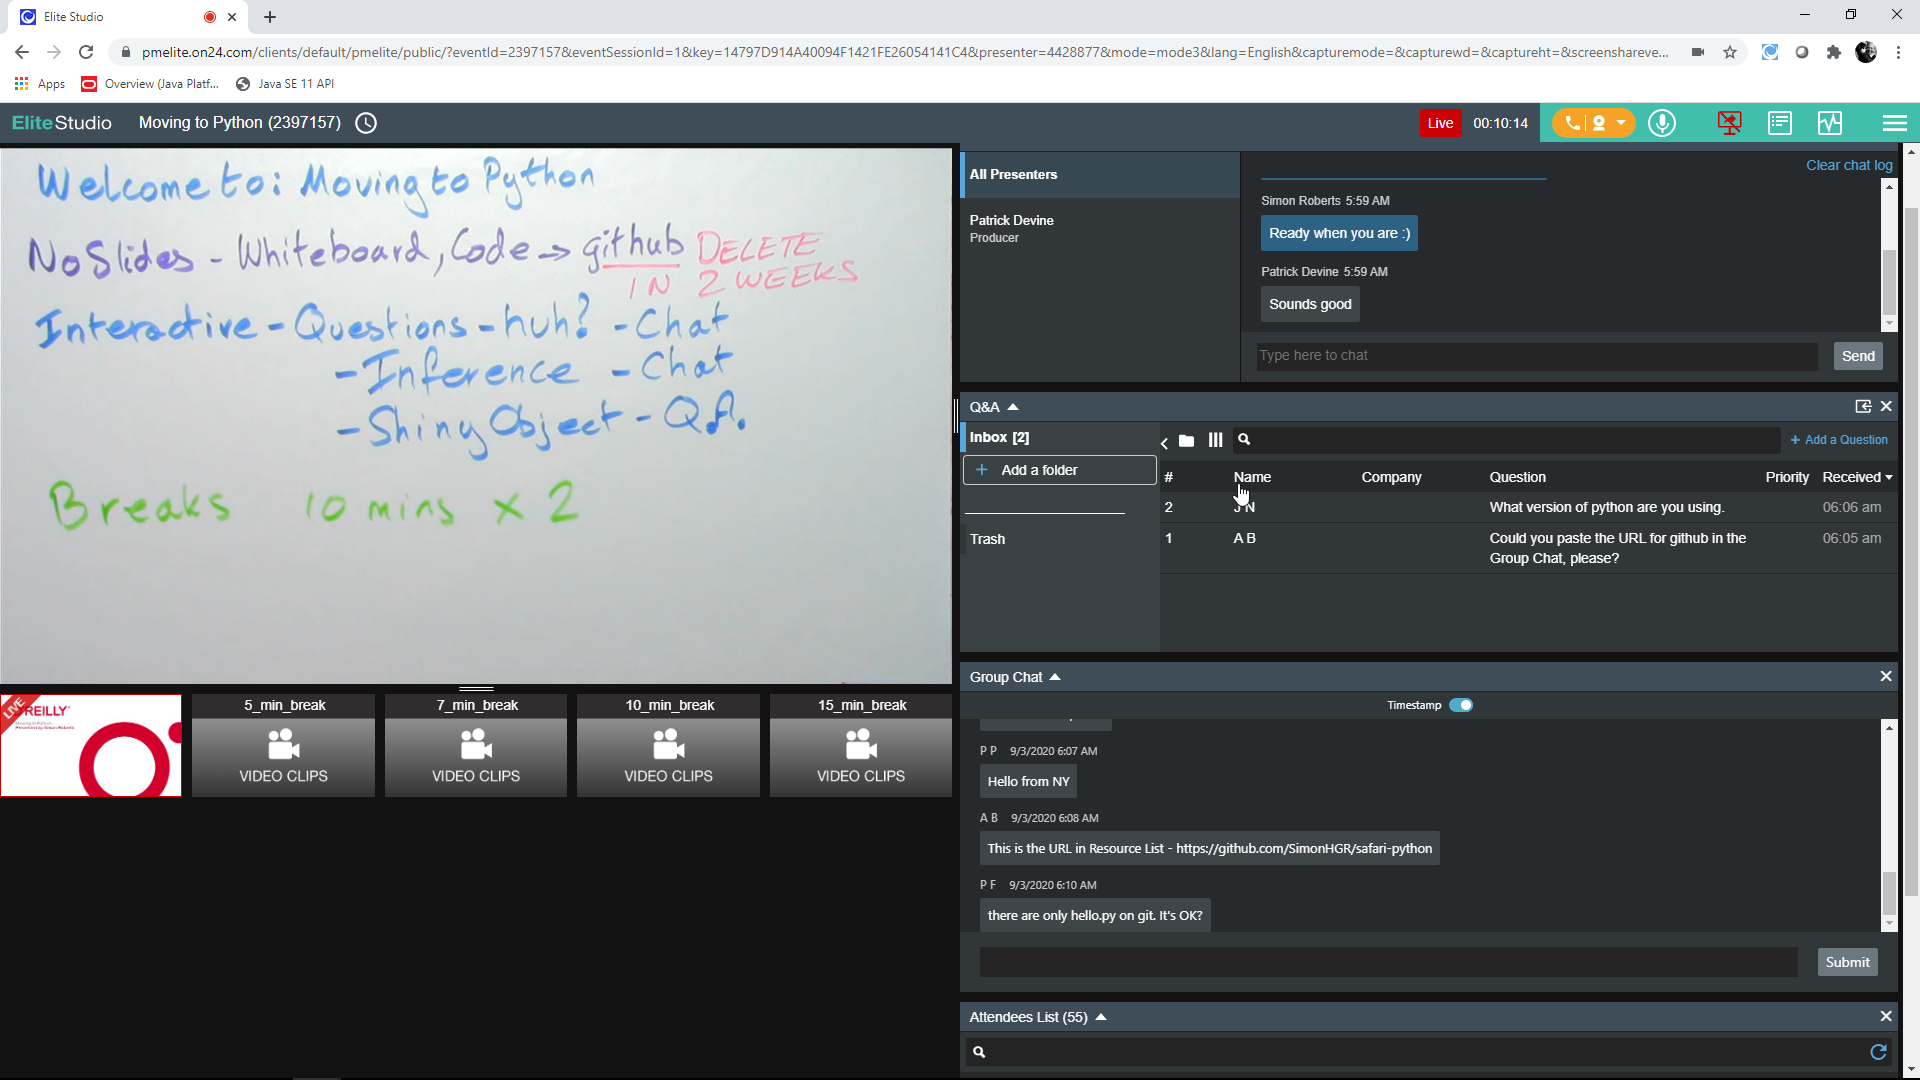 Elite Studio
pmelite.on24.com/clients/default/pmelite/public/?eventId=2397157&eventSessionId=1&key=14797D914A40094F1421FE26054141C4&presenter=4428877&mode=mode3&lang=English&capturemode=&capturewd=&captureht=&screenshareve...
Apps
Overview (Java Platf...
Java SE 11 API
EliteStudio
Moving to Python (2397157)
Live
00:10:14
Welcome to: Moving to Python
No Slides - Whiteboard, Code → github DELETE
IN 2 WEEKS
Interactive - Questions - huh? - Chat
- Inference - Chat
- Shiny Object - Q.A.
Breaks 10 mins x 2
LIVE
REILLY
5_min_break
VIDEO CLIPS
7_min_break
VIDEO CLIPS
10_min_break
VIDEO CLIPS
15_min_break
VIDEO CLIPS
All Presenters
Patrick Devine
Producer
Clear chat log
Simon Roberts 5:59 AM
Ready when you are :)
Patrick Devine 5:59 AM
Sounds good
Type here to chat
Send
Q&A
Inbox [2]
+ Add a folder
Trash
+ Add a Question
# Name Company Question Priority Received
2 J N What version of python are you using. 06:06 am
1 A B Could you paste the URL for github in the 06:05 am
Group Chat, please?
Group Chat
Timestamp
P P 9/3/2020 6:07 AM
Hello from NY
A B 9/3/2020 6:08 AM
This is the URL in Resource List - https://github.com/SimonHGR/safari-python
P F 9/3/2020 6:10 AM
there are only hello.py on git. It's OK?
Submit
Attendees List (55)